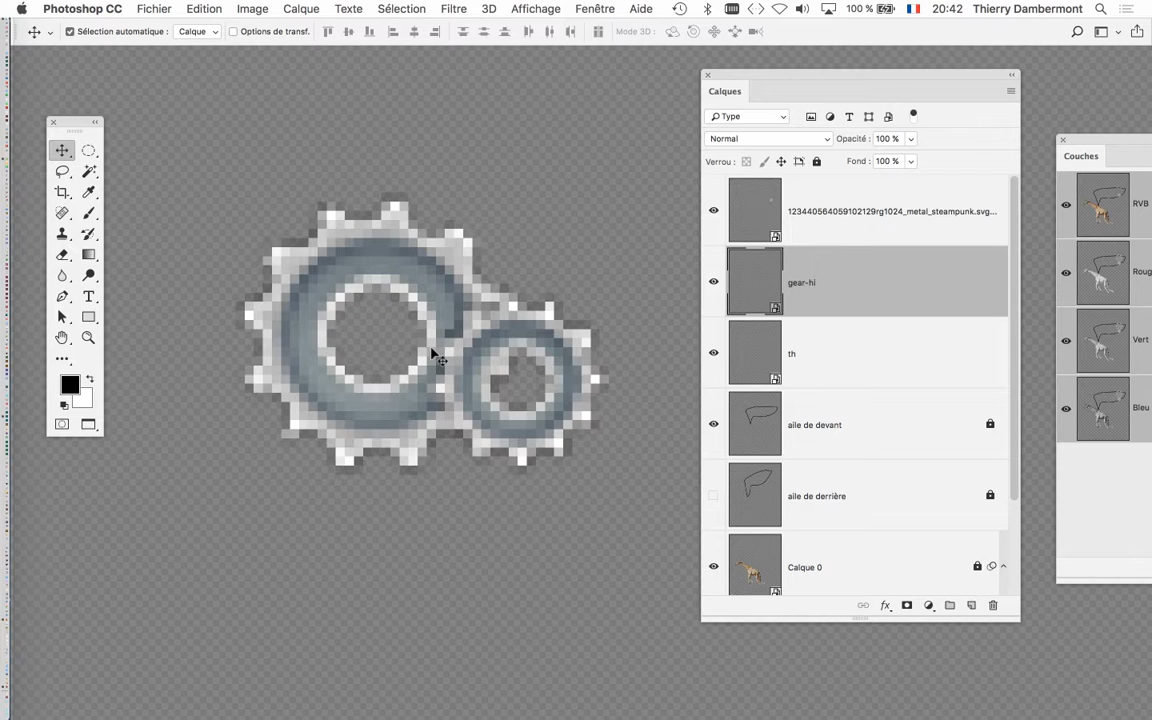 Photoshop CC Fichier Edition Image Calque Texte Sélection Filtre 3D Affichage Fenêtre Aide 100 % 20:42 Thierry Dambermont
Sélection automatique : Calque Options de transf. Mode 3D :
Calques
Type
Normal Opacité : 100 %
Verrou : Fond : 100 %
123440564059102129rg1024_metal_steampunk.svg...
gear-hi
th
aile de devant
aile de derrière
Calque 0
fx
T
Couches
RVB
Roug
Vert
Bleu